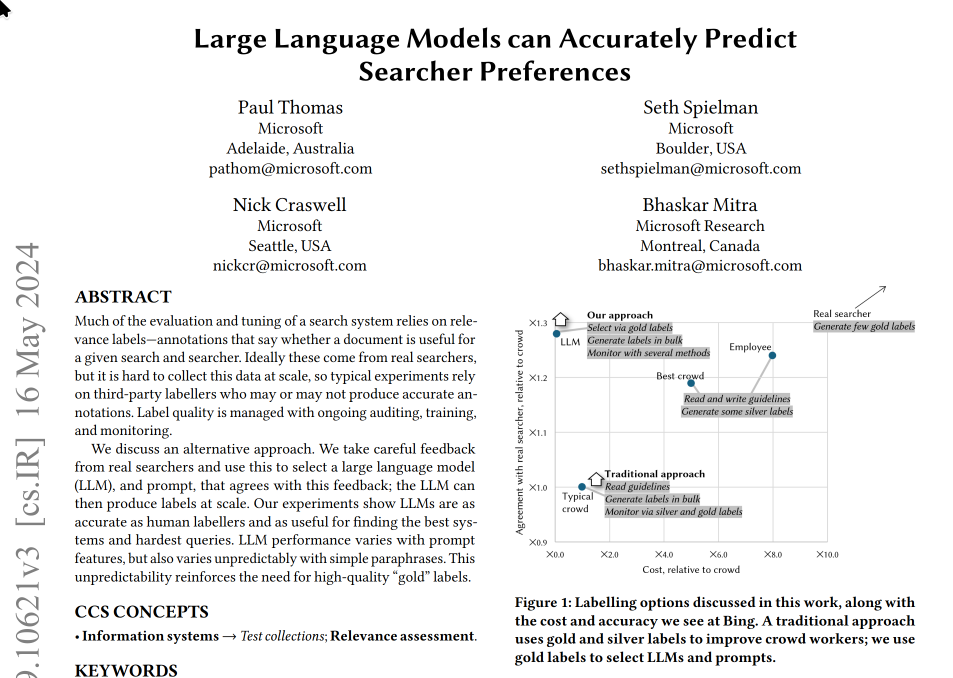 Large Language Models can Accurately Predict
Searcher Preferences
Paul Thomas
Microsoft
Adelaide, Australia
pathom@microsoft.com
Seth Spielman
Microsoft
Boulder, USA
sethspielman@microsoft.com
Nick Craswell
Microsoft
Seattle, USA
nickcr@microsoft.com
Bhaskar Mitra
Microsoft Research
Montreal, Canada
bhaskar.mitra@microsoft.com
9.10621v3 [cs.IR] 16 May 2024
ABSTRACT
Much of the evaluation and tuning of a search system relies on rele-
vance labels—annotations that say whether a document is useful for
a given search and searcher. Ideally these come from real searchers,
but it is hard to collect this data at scale, so typical experiments rely
on third-party labellers who may or may not produce accurate an-
notations. Label quality is managed with ongoing auditing, training,
and monitoring.
We discuss an alternative approach. We take careful feedback
from real searchers and use this to select a large language model
(LLM), and prompt, that agrees with this feedback; the LLM can
then produce labels at scale. Our experiments show LLMs are as
accurate as human labellers and as useful for finding the best sys-
tems and hardest queries. LLM performance varies with prompt
features, but also varies unpredictably with simple paraphrases. This
unpredictability reinforces the need for high-quality “gold” labels.
CCS CONCEPTS
• Information systems → Test collections; Relevance assessment.
KEYWORDS
Agreement with real searcher, relative to crowd
×1.3
×1.2
×1.1
×1.0
×0.9
Our approach
Select via gold labels
Generate labels in bulk
Monitor with several methods
LLM
Real searcher
Generate few gold labels
Employee
Best crowd
Read and write guidelines
Generate some silver labels
Traditional approach
Read guidelines
Generate labels in bulk
Monitor via silver and gold labels
Typical
crowd
×0.0 ×2.0 ×4.0 ×6.0 ×8.0 ×10.0
Cost, relative to crowd
Figure 1: Labelling options discussed in this work, along with
the cost and accuracy we see at Bing. A traditional approach
uses gold and silver labels to improve crowd workers; we use
gold labels to select LLMs and prompts.